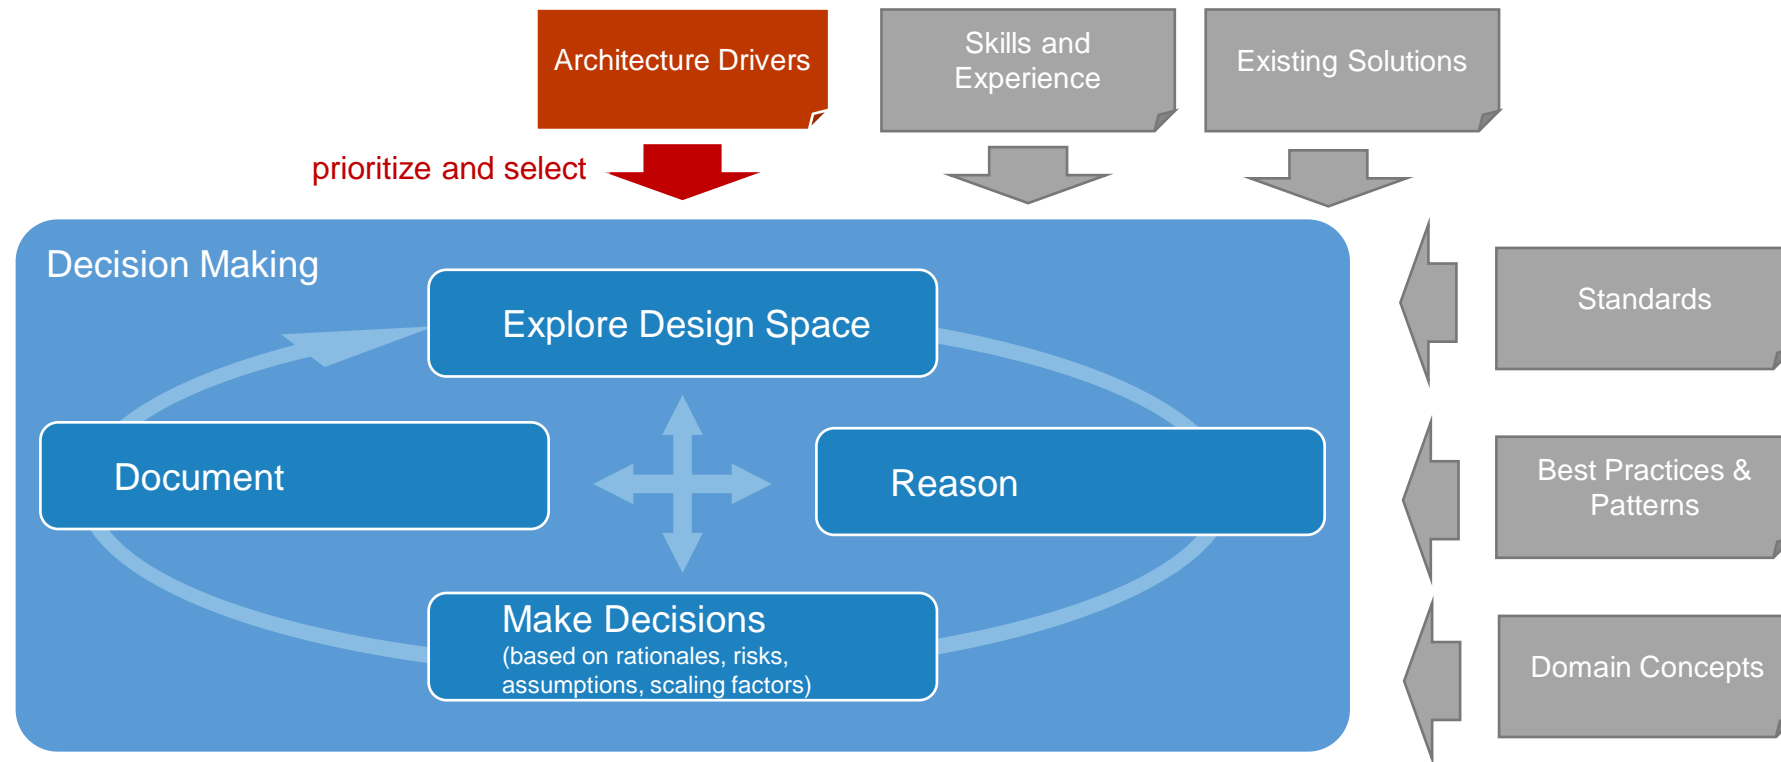 Architecture Drivers
Skills and
Experience
Existing Solutions
prioritize and select
Decision Making
Explore Design Space
Standards
Document
Reason
Best Practices &
Patterns
Make Decisions
(based on rationales, risks,
assumptions, scaling factors)
Domain Concepts